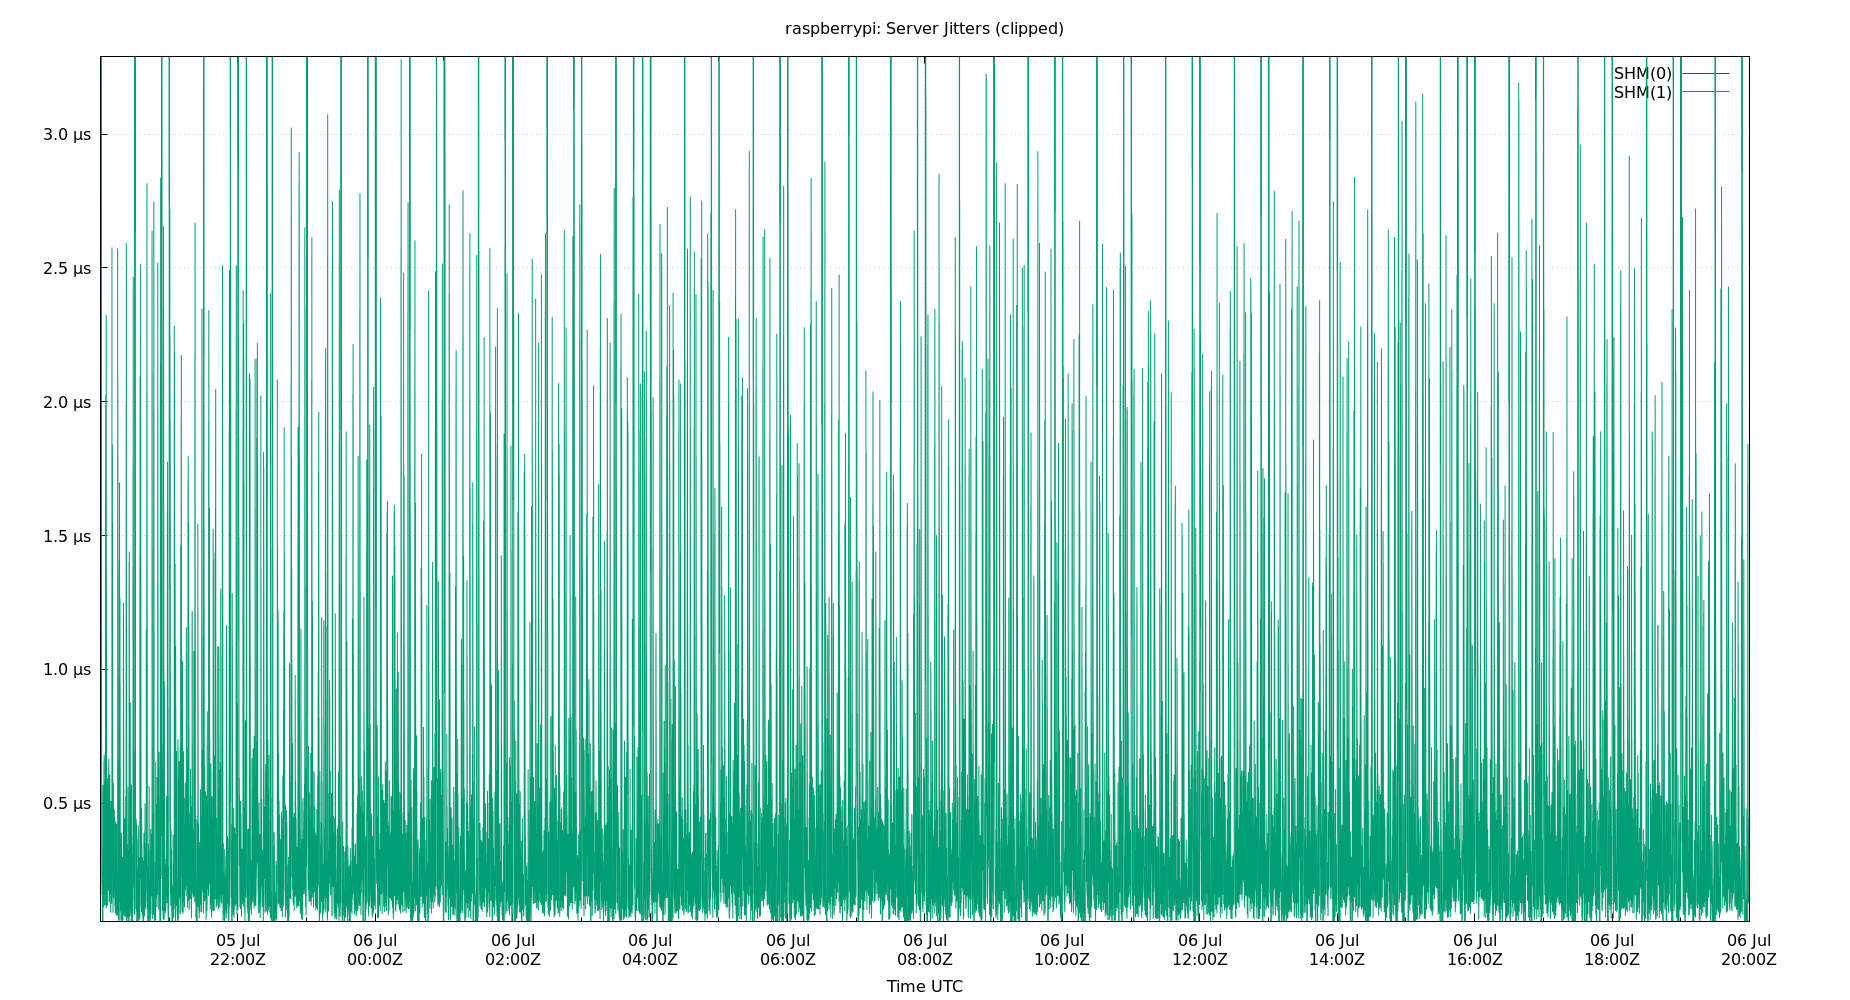 raspberrypi: Server Jitters (clipped)
SHM(0)
SHM(1)
3.0 µs
2.5 µs
2.0 µs
1.5 µs
1.0 µs
0.5 µs
05 Jul 06 Jul 06 Jul 06 Jul 06 Jul 06 Jul 06 Jul 06 Jul 06 Jul 06 Jul 06 Jul 06 Jul
22:00Z 00:00Z 02:00Z 04:00Z 06:00Z 08:00Z 10:00Z 12:00Z 14:00Z 16:00Z 18:00Z 20:00Z
Time UTC